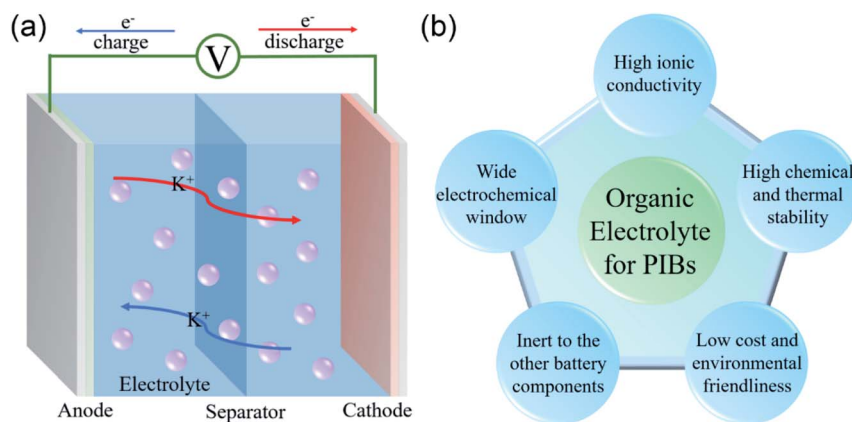 (a)
e⁻
charge
e⁻
discharge
V
K⁺
K⁺
Electrolyte
Anode
Separator
Cathode
(b)
High ionic
conductivity
Wide
electrochemical
window
High chemical
and thermal
stability
Organic
Electrolyte
for PIBs
Inert to the
other battery
components
Low cost and
environmental
friendliness